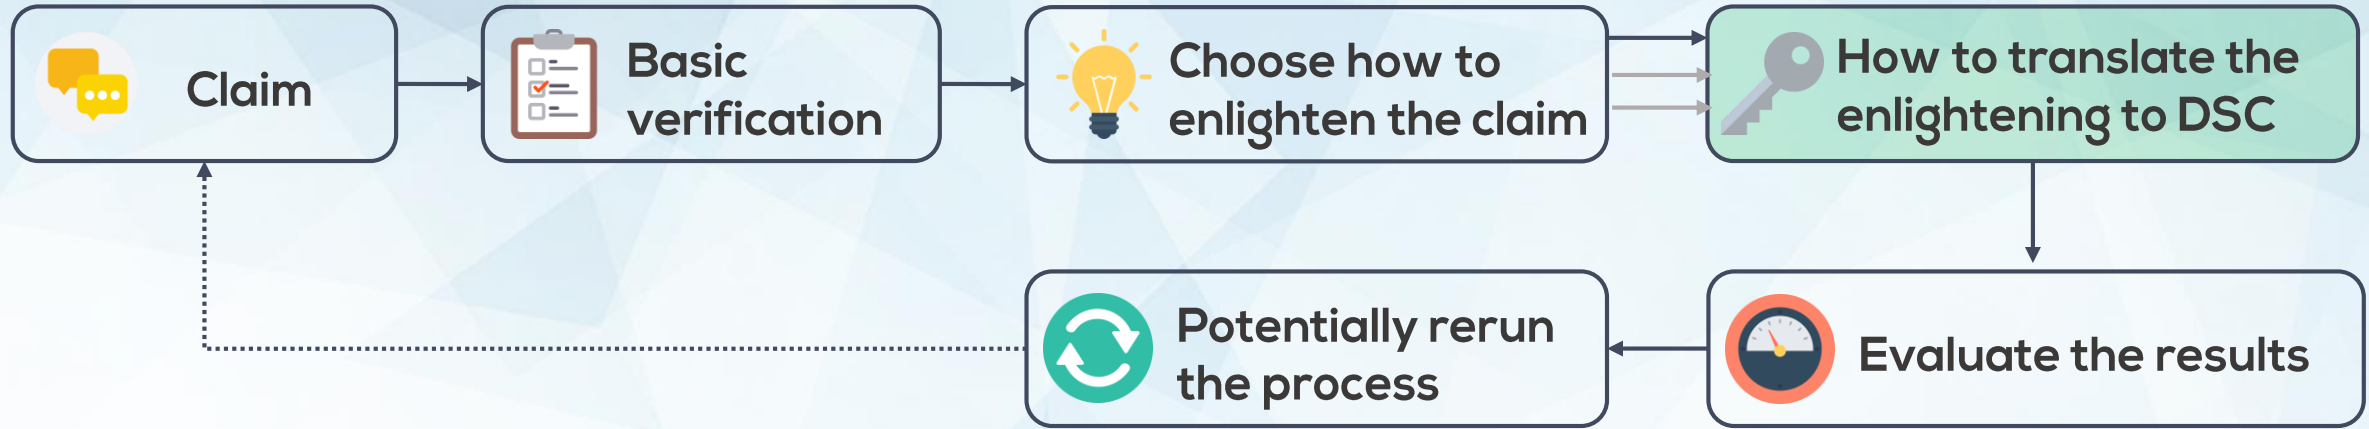 Claim
Basic
verification
Choose how to
enlighten the claim
How to translate the
enlightening to DSC
Potentially rerun
the process
Evaluate the results